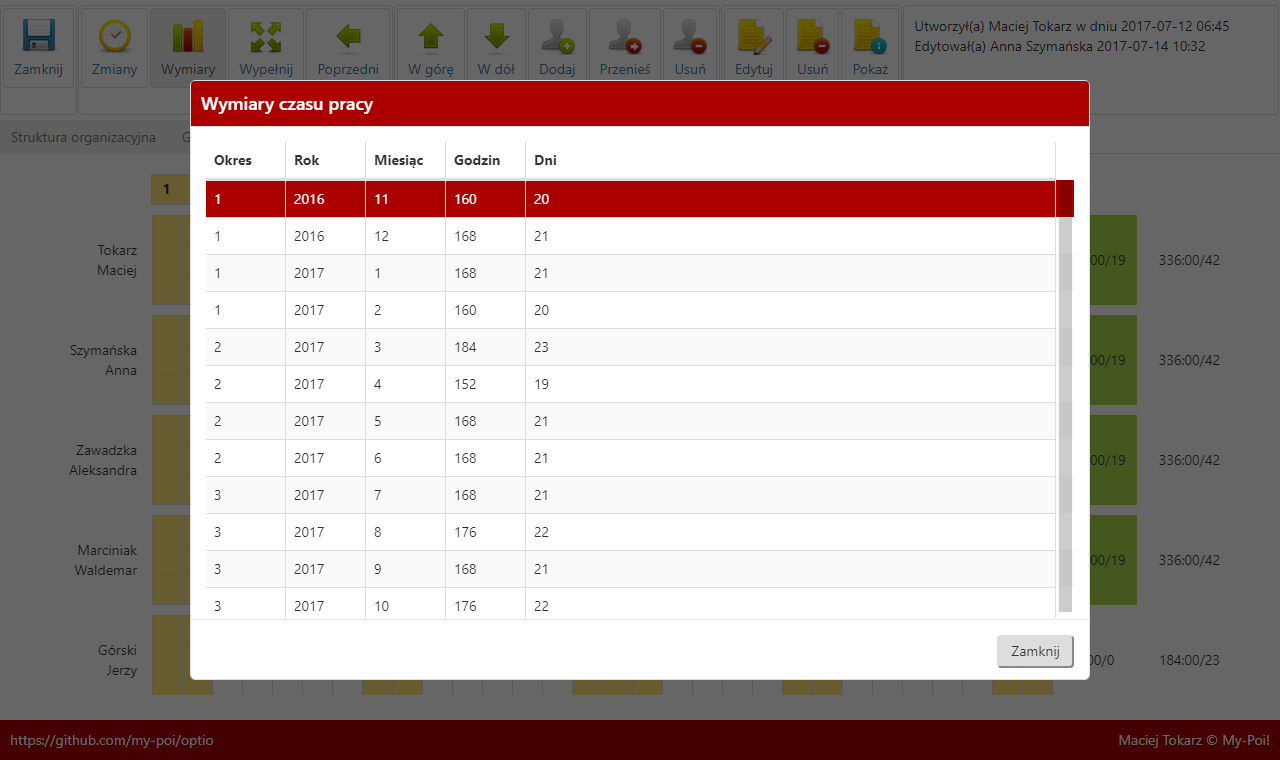 Zamknij Zmiany Wymiary Wypełnij Poprzedni W górę W dół Dodaj Przenieś Usuń Edytuj Usuń Pokaż
Utworzył(a) Maciej Tokarz w dniu 2017-07-12 06:45
Edytował(a) Anna Szymańska 2017-07-14 10:32
Struktura organizacyjna G
Wymiary czasu pracy
Okres Rok Miesiąc Godzin Dni
1 2016 11 160 20
1 2016 12 168 21
1 2017 1 168 21
1 2017 2 160 20
2 2017 3 184 23
2 2017 4 152 19
2 2017 5 168 21
2 2017 6 168 21
3 2017 7 168 21
3 2017 8 176 22
3 2017 9 168 21
3 2017 10 176 22
Zamknij
1
Tokarz
Maciej
00/19 336:00/42
Szymańska
Anna
00/19 336:00/42
Zawadzka
Aleksandra
00/19 336:00/42
Marciniak
Waldemar
00/19 336:00/42
Górski
Jerzy
00/0 184:00/23
https://github.com/my-poi/optio
Maciej Tokarz © My-Poi!